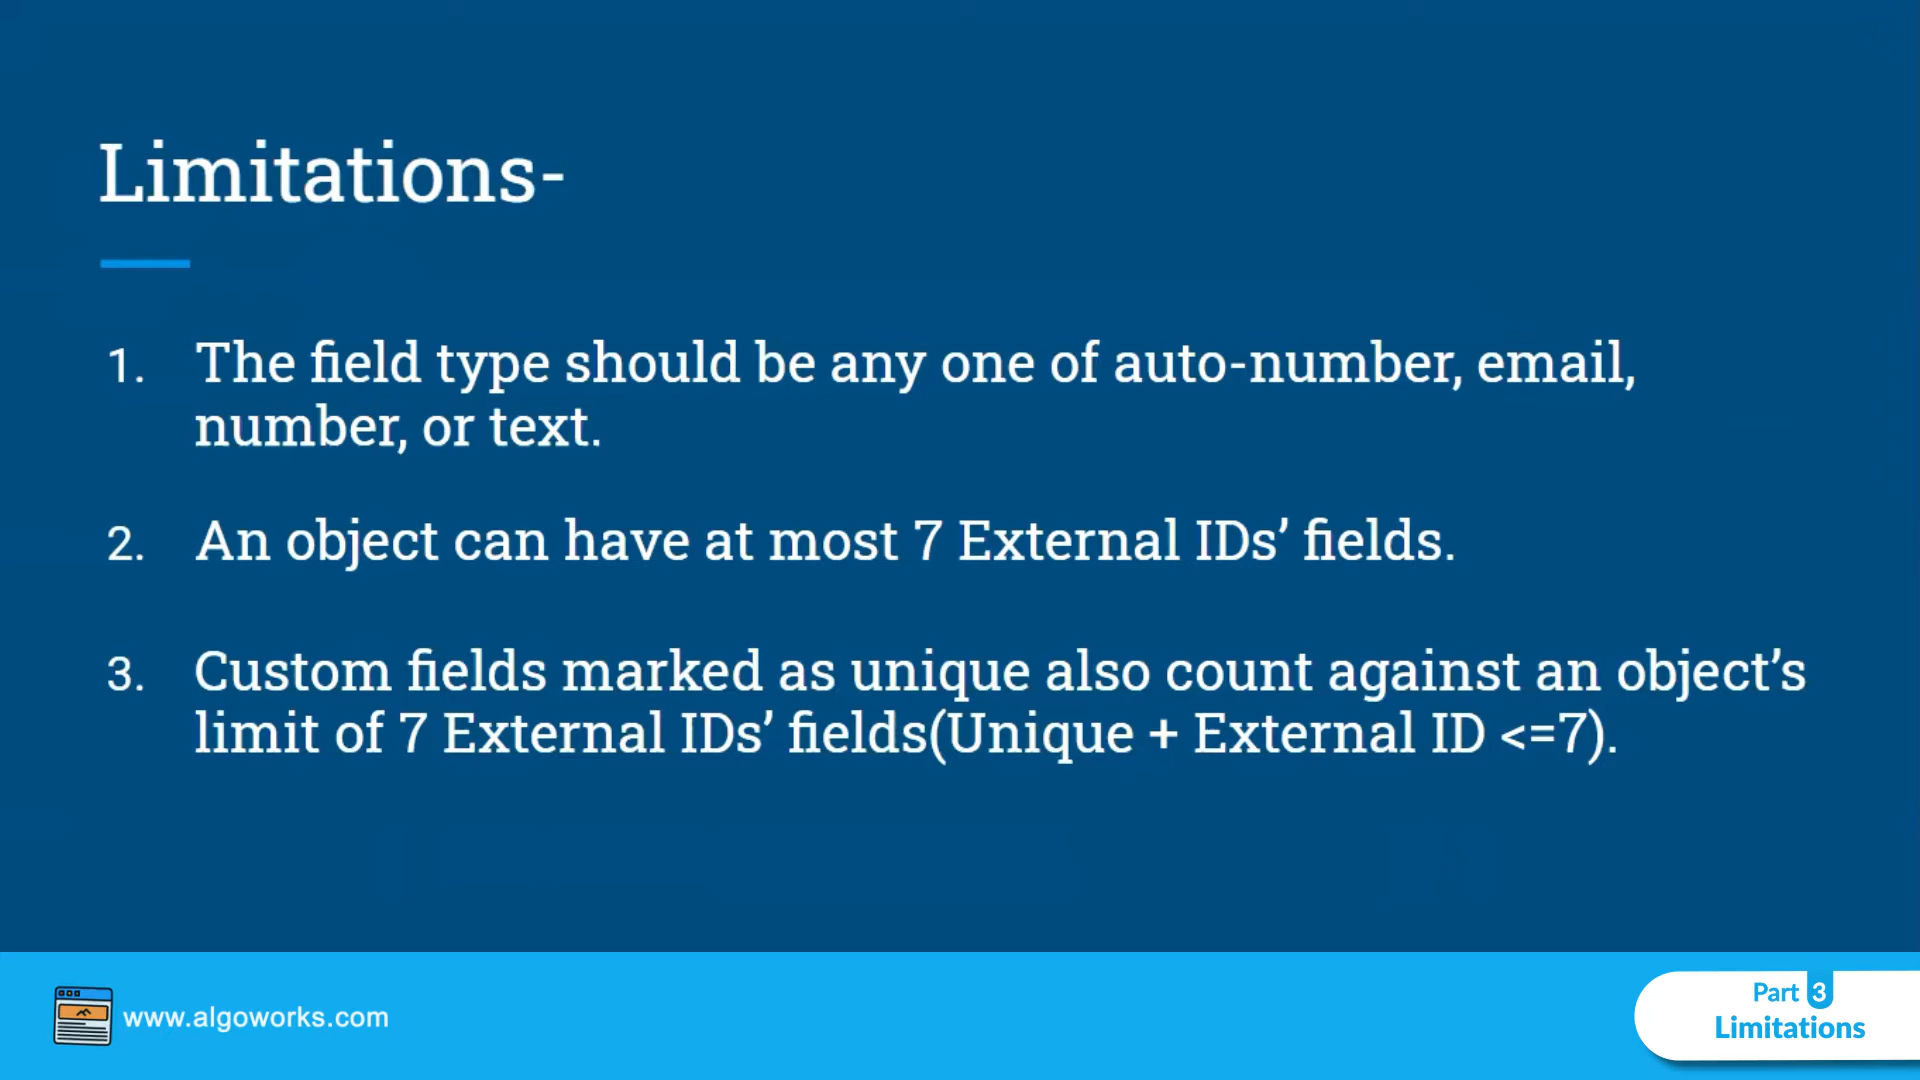 Limitations-
1. The field type should be any one of auto-number, email,
number, or text.
2. An object can have at most 7 External IDs’ fields.
3. Custom fields marked as unique also count against an object’s
limit of 7 External IDs’ fields(Unique + External ID <=7).
www.algoworks.com
Part 3
Limitations